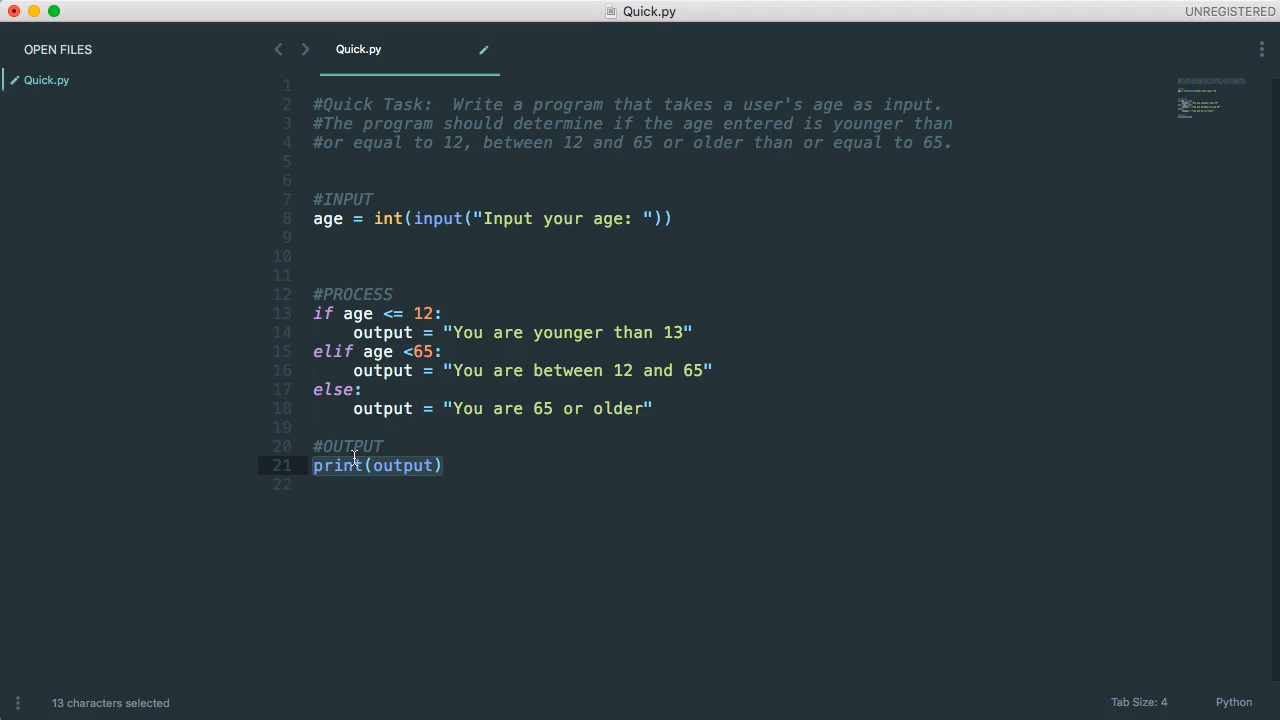 Quick.py
UNREGISTERED
OPEN FILES
Quick.py
Quick.py
1
2 #Quick Task:  Write a program that takes a user's age as input.
3 #The program should determine if the age entered is younger than
4 #or equal to 12, between 12 and 65 or older than or equal to 65.
5
6
7 #INPUT
8 age = int(input("Input your age: "))
9
10
11
12 #PROCESS
13 if age <= 12:
14     output = "You are younger than 13"
15 elif age <65:
16     output = "You are between 12 and 65"
17 else:
18     output = "You are 65 or older"
19
20 #OUTPUT
21 print(output)
22
13 characters selected
Tab Size: 4
Python